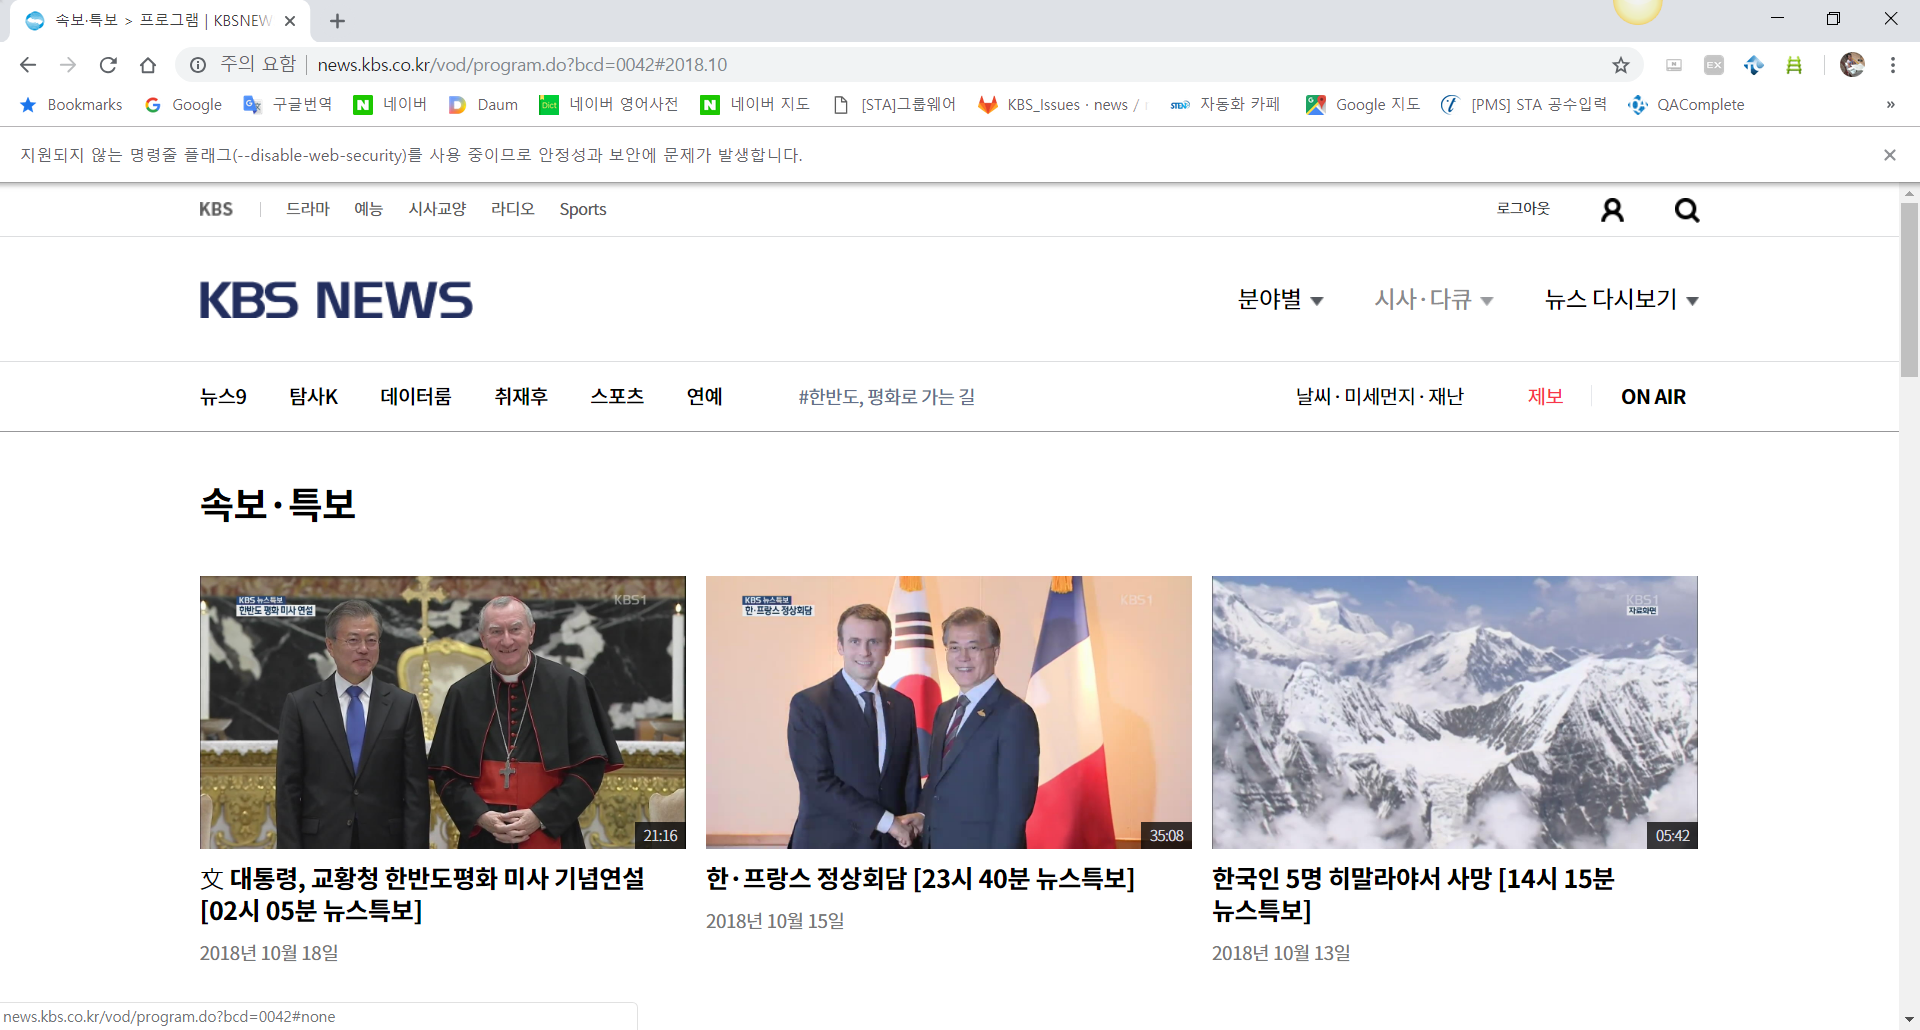 속보·특보 > 프로그램 | KBSNEW
주의 요함 | news.kbs.co.kr/vod/program.do?bcd=0042#2018.10
EX
Bookmarks Google 구글번역 네이버 Daum 네이버 영어사전 네이버 지도 [STA]그룹웨어 KBS_Issues · news / 자동화 카페 Google 지도 [PMS] STA 공수입력 QAComplete »
지원되지 않는 명령줄 플래그(--disable-web-security)를 사용 중이므로 안정성과 보안에 문제가 발생합니다.
KBS | 드라마 예능 시사교양 라디오 Sports 로그아웃
KBS NEWS
분야별 시사·다큐 뉴스 다시보기
뉴스9 탐사K 데이터룸 취재후 스포츠 연예 #한반도, 평화로 가는 길 날씨·미세먼지·재난 제보 ON AIR
속보·특보
KBS 뉴스특보
한반도 평화 미사 연설
KBS1
21:16
KBS 뉴스특보
한·프랑스 정상회담
KBS1
35:08
KBS1
자료화면
05:42
文 대통령, 교황청 한반도평화 미사 기념연설
[02시 05분 뉴스특보]
2018년 10월 18일
한·프랑스 정상회담 [23시 40분 뉴스특보]
2018년 10월 15일
한국인 5명 히말라야서 사망 [14시 15분
뉴스특보]
2018년 10월 13일
news.kbs.co.kr/vod/program.do?bcd=0042#none